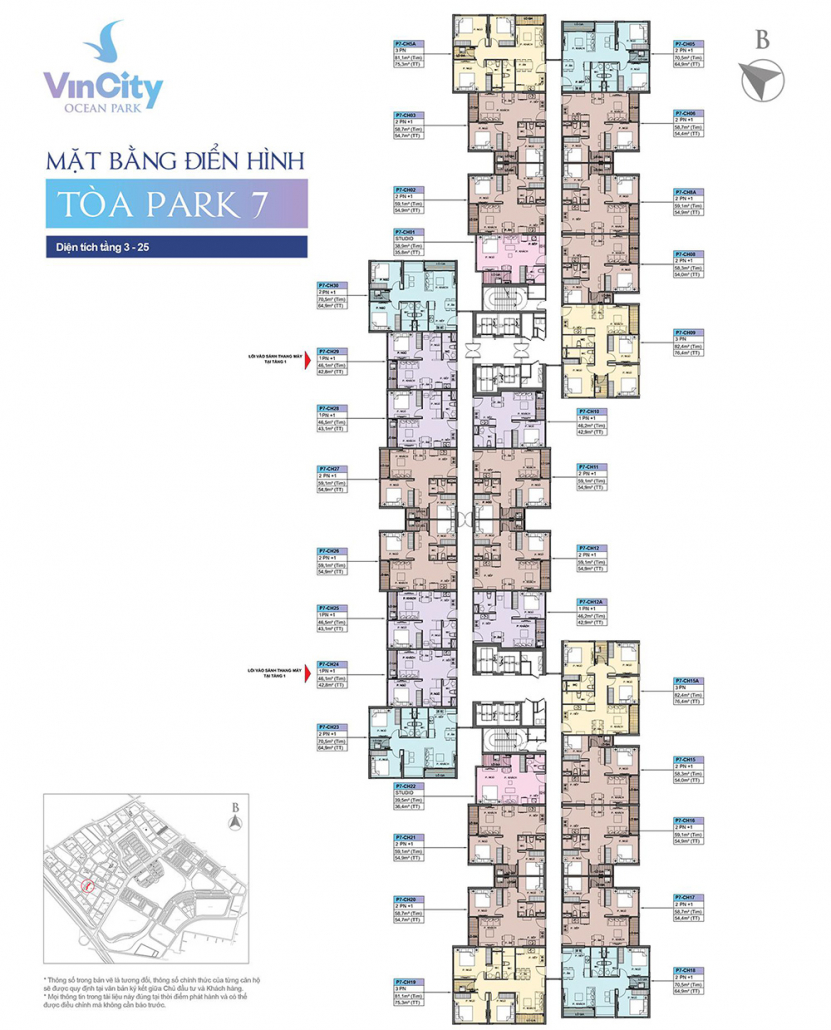 VinCity
OCEAN PARK
MẶT BẰNG ĐIỂN HÌNH
TÒA PARK 7
Diện tích tầng 3 - 25
B
P7-CH5A
3 PN
81,1m² (Tim)
75,3m² (TT)
P7-CH05
2 PN +1
70,5m² (Tim)
64,9m² (TT)
P7-CH03
2 PN +1
58,7m² (Tim)
54,7m² (TT)
P7-CH06
2 PN +1
58,7m² (Tim)
54,4m² (TT)
P7-CH02
2 PN +1
59,1m² (Tim)
54,9m² (TT)
P7-CH8A
2 PN +1
59,1m² (Tim)
54,9m² (TT)
P7-CH01
STUDIO
38,9m² (Tim)
35,8m² (TT)
P7-CH08
2 PN +1
58,3m² (Tim)
54,0m² (TT)
P7-CH30
2 PN +1
70,5m² (Tim)
64,9m² (TT)
P7-CH09
3 PN
82,4m² (Tim)
76,4m² (TT)
LỐI VÀO SẢNH THANG MÁY
TẠI TẦNG 1
P7-CH29
1 PN +1
46,1m² (Tim)
42,8m² (TT)
P7-CH28
1 PN +1
46,5m² (Tim)
43,1m² (TT)
P7-CH10
1 PN +1
46,2m² (Tim)
42,9m² (TT)
P7-CH27
2 PN +1
59,1m² (Tim)
54,9m² (TT)
P7-CH11
2 PN +1
59,1m² (Tim)
54,9m² (TT)
P7-CH26
2 PN +1
59,1m² (Tim)
54,9m² (TT)
P7-CH12
2 PN +1
59,1m² (Tim)
54,9m² (TT)
P7-CH25
1 PN +1
46,5m² (Tim)
43,1m² (TT)
P7-CH12A
1 PN +1
46,2m² (Tim)
42,9m² (TT)
LỐI VÀO SẢNH THANG MÁY
TẠI TẦNG 1
P7-CH24
1 PN +1
46,1m² (Tim)
42,8m² (TT)
P7-CH15A
3 PN
82,4m² (Tim)
76,4m² (TT)
P7-CH23
2 PN +1
70,5m² (Tim)
64,9m² (TT)
P7-CH15
2 PN +1
58,3m² (Tim)
54,0m² (TT)
P7-CH22
STUDIO
39,5m² (Tim)
36,4m² (TT)
P7-CH16
2 PN +1
59,1m² (Tim)
54,9m² (TT)
P7-CH21
2 PN +1
59,1m² (Tim)
54,9m² (TT)
P7-CH20
2 PN +1
58,7m² (Tim)
54,7m² (TT)
P7-CH17
2 PN +1
58,7m² (Tim)
54,4m² (TT)
P7-CH19
3 PN
81,1m² (Tim)
75,3m² (TT)
P7-CH18
2 PN +1
70,5m² (Tim)
64,9m² (TT)
B
* Thông số trong bản vẽ là tương đối, thông số chính thức của từng căn hộ
sẽ được quy định tại văn bản ký kết giữa Chủ đầu tư và Khách hàng.
* Mọi thông tin trong tài liệu này đúng tại thời điểm phát hành và có thể
được điều chỉnh mà không cần báo trước.